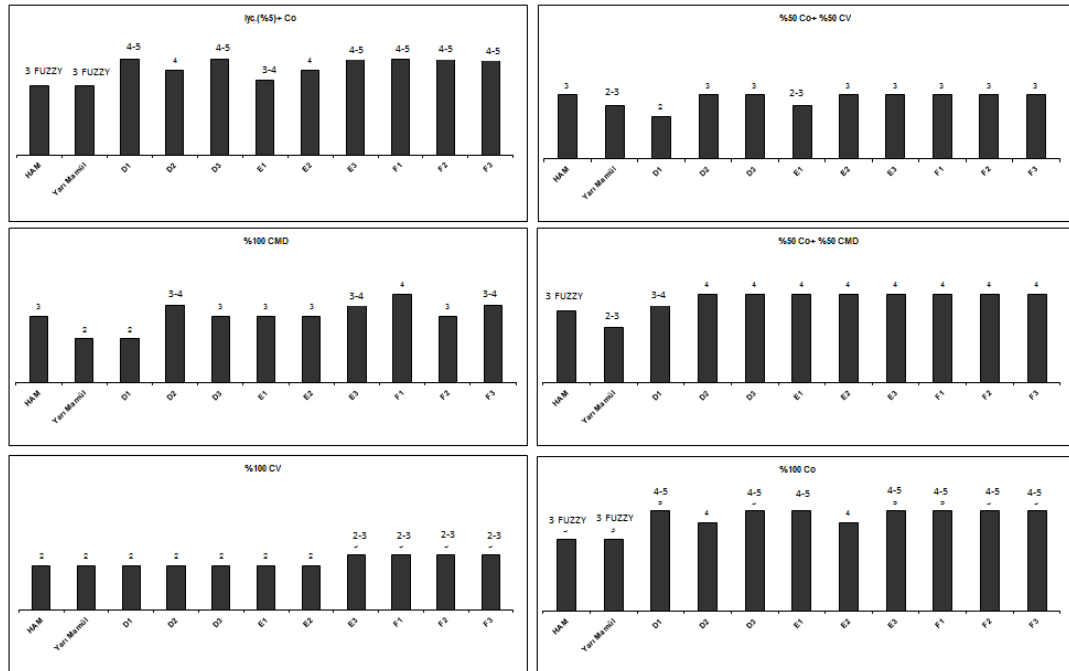 lyc.(%5)+ Co
3 FUZZY 3 FUZZY 4-5 4 4-5 3-4 4 4-5 4-5 4-5 4-5
HAM Yarı Mamül D1 D2 D3 E1 E2 E3 F1 F2 F3
%50 Co+ %50 CV
3 2-3 2 3 3 2-3 3 3 3 3 3
HAM Yarı Mamül D1 D2 D3 E1 E2 E3 F1 F2 F3
%100 CMD
3 2 2 3-4 3 3 3 3-4 4 3 3-4
HAM Yarı Mamül D1 D2 D3 E1 E2 E3 F1 F2 F3
%50 Co+ %50 CMD
3 FUZZY 2-3 3-4 4 4 4 4 4 4 4 4
HAM Yarı Mamül D1 D2 D3 E1 E2 E3 F1 F2 F3
%100 CV
2 2 2 2 2 2 2 2-3 2-3 2-3 2-3
HAM Yarı Mamül D1 D2 D3 E1 E2 E3 F1 F2 F3
%100 Co
3 FUZZY 3 FUZZY 4-5 4 4-5 4-5 4 4-5 4-5 4-5 4-5
HAM Yarı Mamül D1 D2 D3 E1 E2 E3 F1 F2 F3